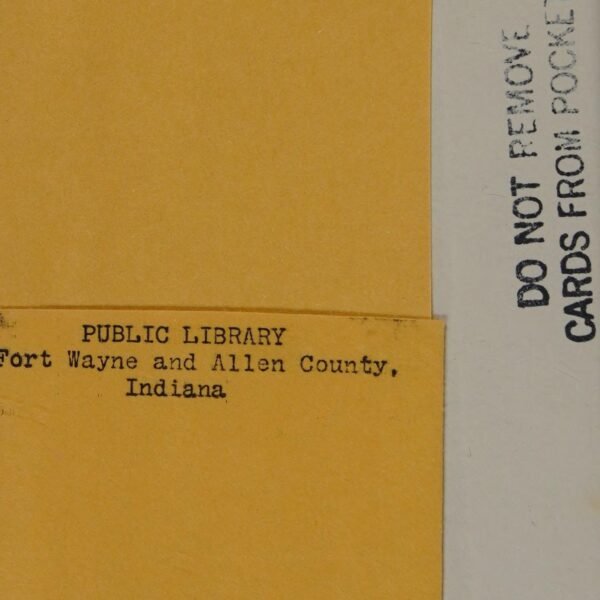 DO NOT REMOVE
CARDS FROM POCKET
PUBLIC LIBRARY
Fort Wayne and Allen County,
Indiana